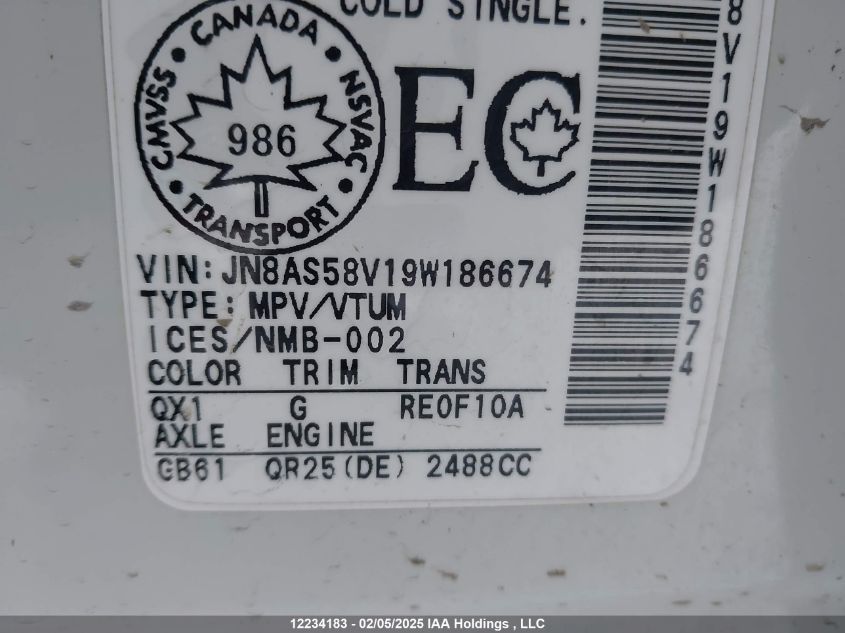 COLD SINGLE.
CANADA
CMVSS
NSVAC
986
TRANSPORT
EC
8V19W186674
VIN: JN8AS58V19W186674
TYPE: MPV/VTUM
ICES/NMB-002
COLOR TRIM TRANS
QX1 G RE0F10A
AXLE ENGINE
GB61 QR25(DE) 2488CC
12234183 - 02/05/2025 IAA Holdings , LLC